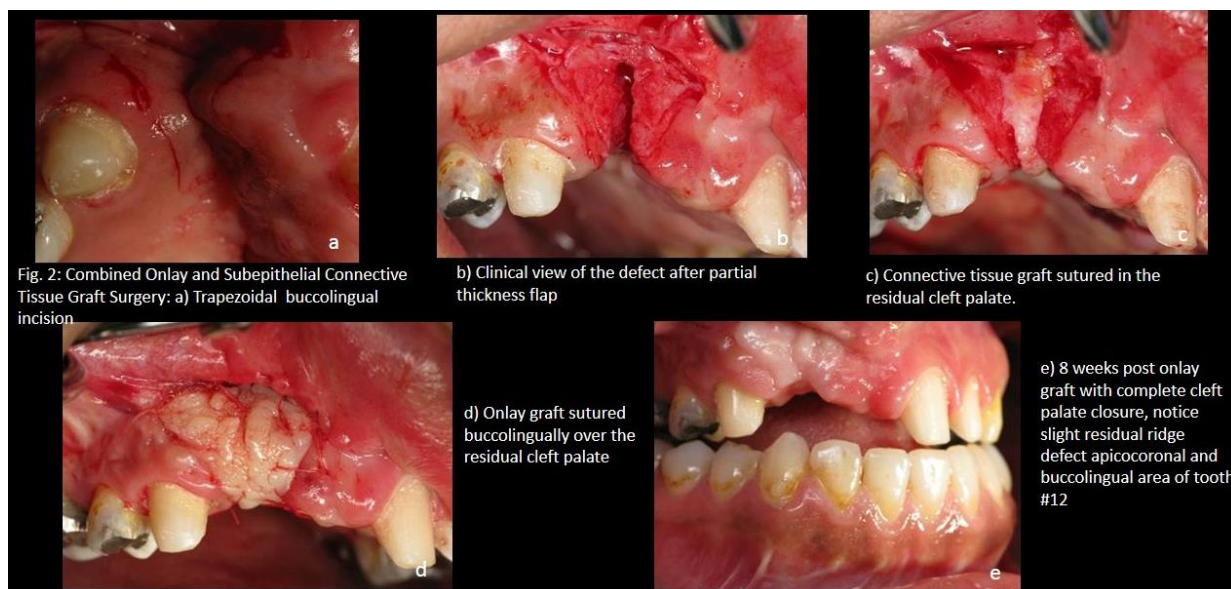 a
Fig. 2: Combined Onlay and Subepithelial Connective
Tissue Graft Surgery: a) Trapezoidal buccolingual
incision
b
b) Clinical view of the defect after partial
thickness flap
c
c) Connective tissue graft sutured in the
residual cleft palate.
d
d) Onlay graft sutured
buccolingually over the
residual cleft palate
e
e) 8 weeks post onlay
graft with complete cleft
palate closure, notice
slight residual ridge
defect apicocoronal and
buccolingual area of tooth
#12